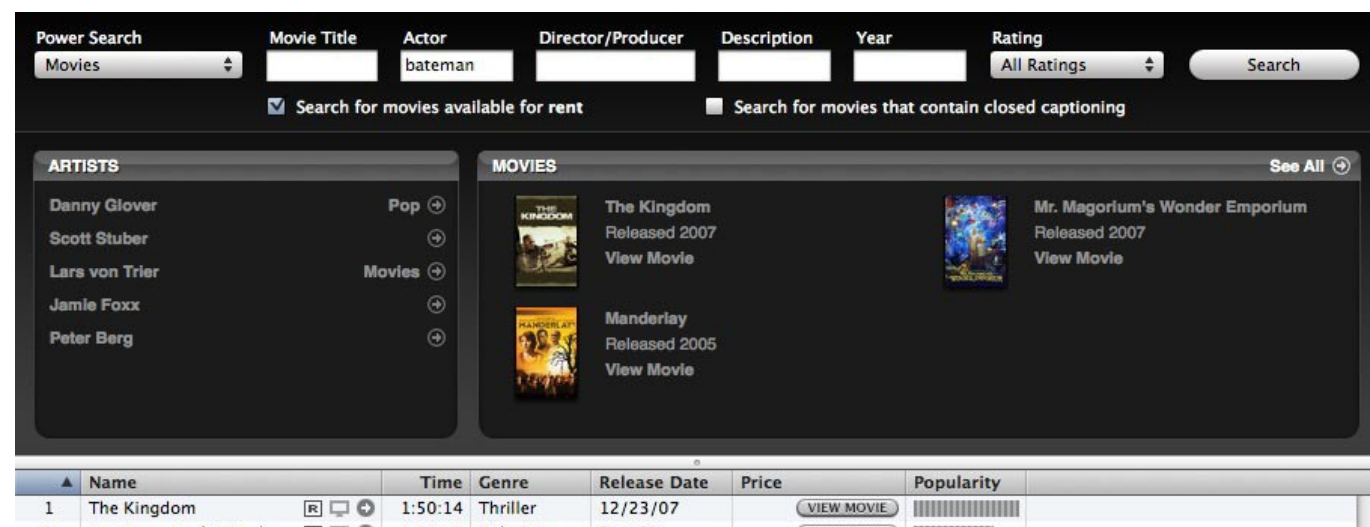 Power Search Movie Title Actor Director/Producer Description Year Rating
Movies bateman All Ratings Search
Search for movies available for rent Search for movies that contain closed captioning
ARTISTS
Danny Glover Pop
Scott Stuber
Lars von Trier Movies
Jamie Foxx
Peter Berg
MOVIES See All
THE KINGDOM
The Kingdom
Released 2007
View Movie
Mr. Magorium's Wonder Emporium
Released 2007
View Movie
MANDERLAY
Manderlay
Released 2005
View Movie
Name Time Genre Release Date Price Popularity
1 The Kingdom R 1:50:14 Thriller 12/23/07 VIEW MOVIE